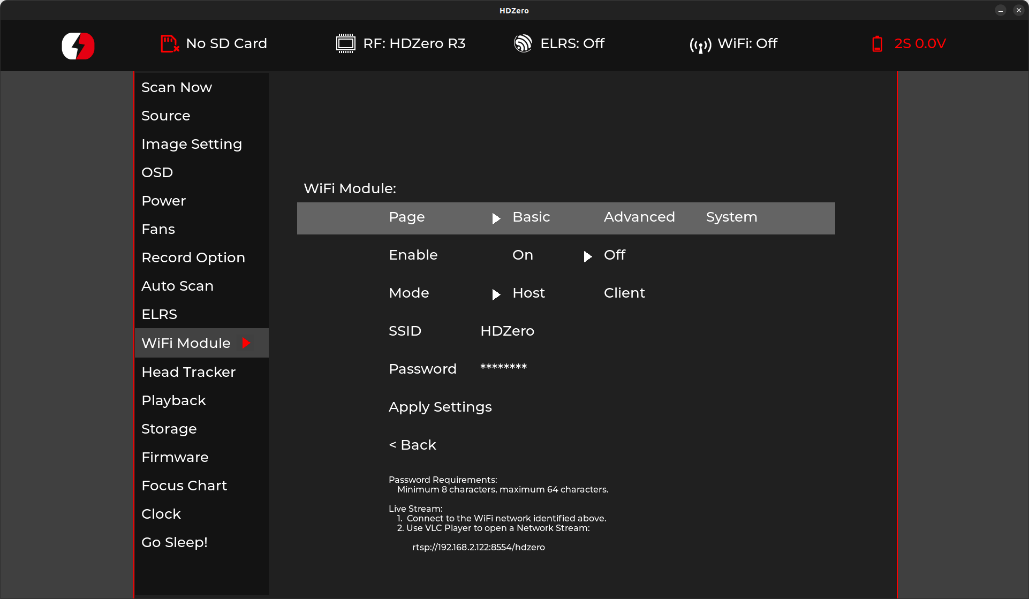 HDZero
No SD Card
RF: HDZero R3
ELRS: Off
WiFi: Off
2S 0.0V
Scan Now
Source
Image Setting
OSD
Power
Fans
Record Option
Auto Scan
ELRS
WiFi Module
Head Tracker
Playback
Storage
Firmware
Focus Chart
Clock
Go Sleep!
WiFi Module:
Page Basic Advanced System
Enable On Off
Mode Host Client
SSID HDZero
Password ********
Apply Settings
< Back
Password Requirements:
Minimum 8 characters, maximum 64 characters.
Live Stream:
1. Connect to the WiFi network identified above.
2. Use VLC Player to open a Network Stream:
rtsp://192.168.2.122:8554/hdzero